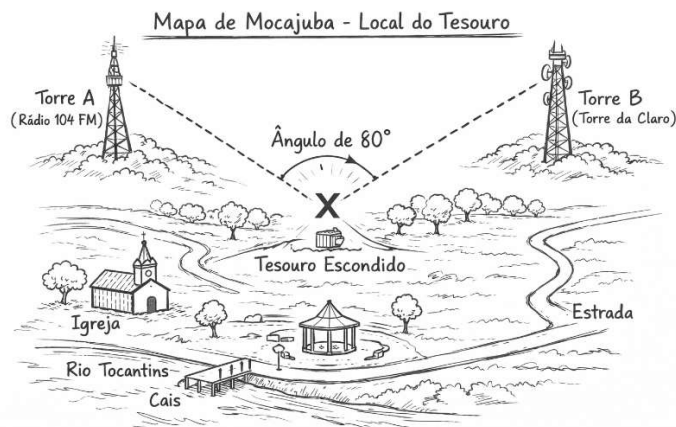 Mapa de Mocajuba - Local do Tesouro
Torre A
(Rádio 104 FM)
Torre B
(Torre da Claro)
Ângulo de 80°
X
Tesouro Escondido
Igreja
Estrada
Rio Tocantins
Cais